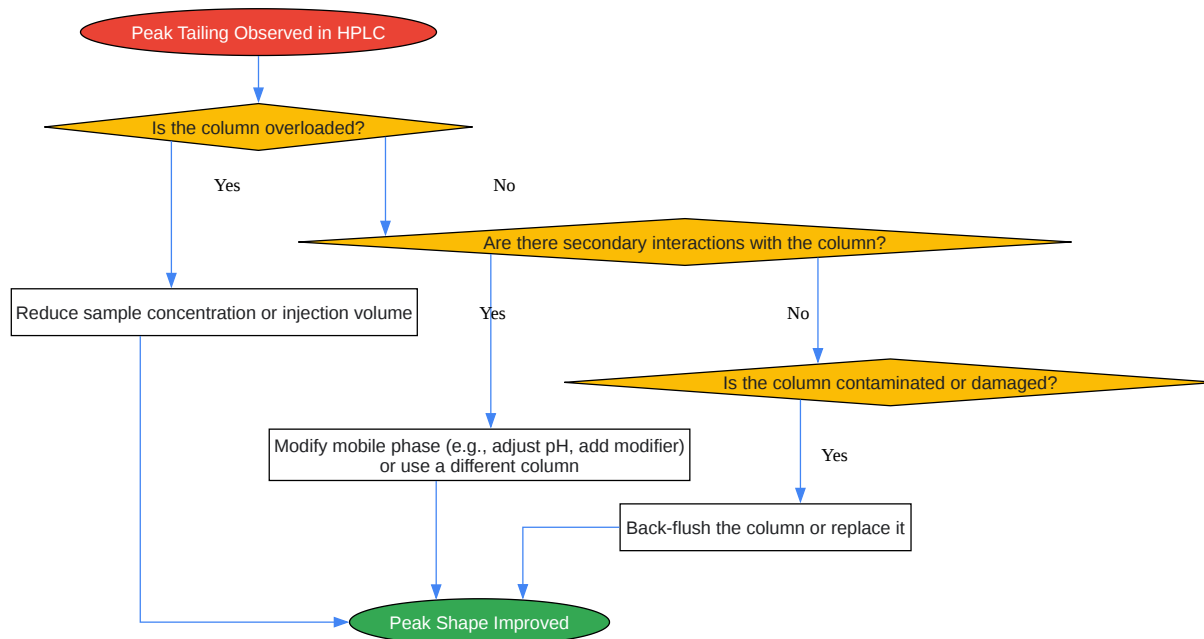 Peak Tailing Observed in HPLC
Is the column overloaded?
Yes
No
Are there secondary interactions with the column?
Reduce sample concentration or injection volume
Yes
No
Is the column contaminated or damaged?
Modify mobile phase (e.g., adjust pH, add modifier)
or use a different column
Yes
Back-flush the column or replace it
Peak Shape Improved